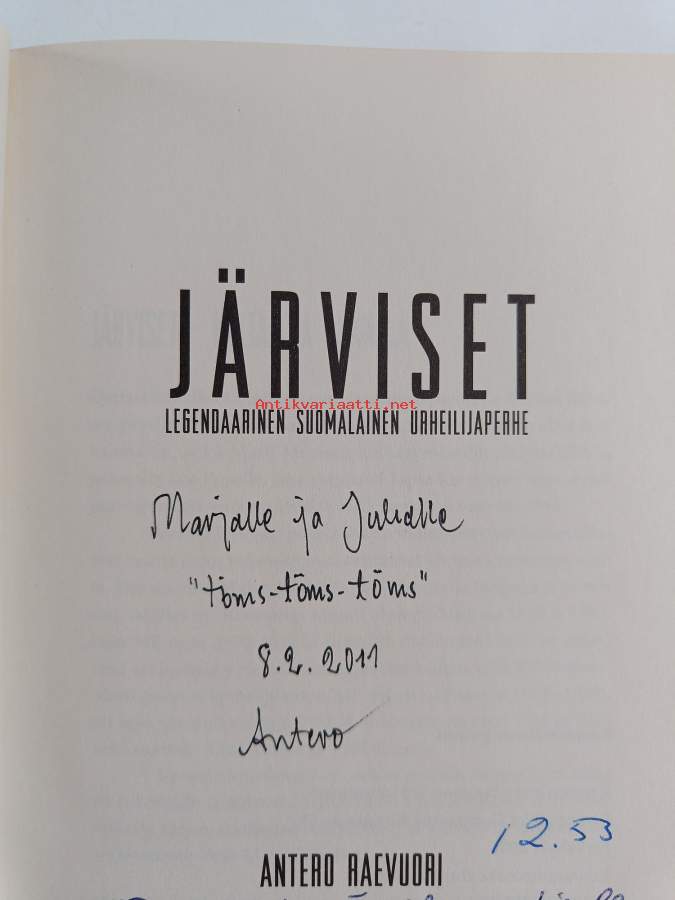 JÄRVISET
Antikvariaatti.net
LEGENDAARINEN SUOMALAINEN URHEILIJAPERHE
Marjalle ja Juhalle
"töms-töms-töms"
8.2.2011
Antero
12.53
ANTERO RAEVUORI